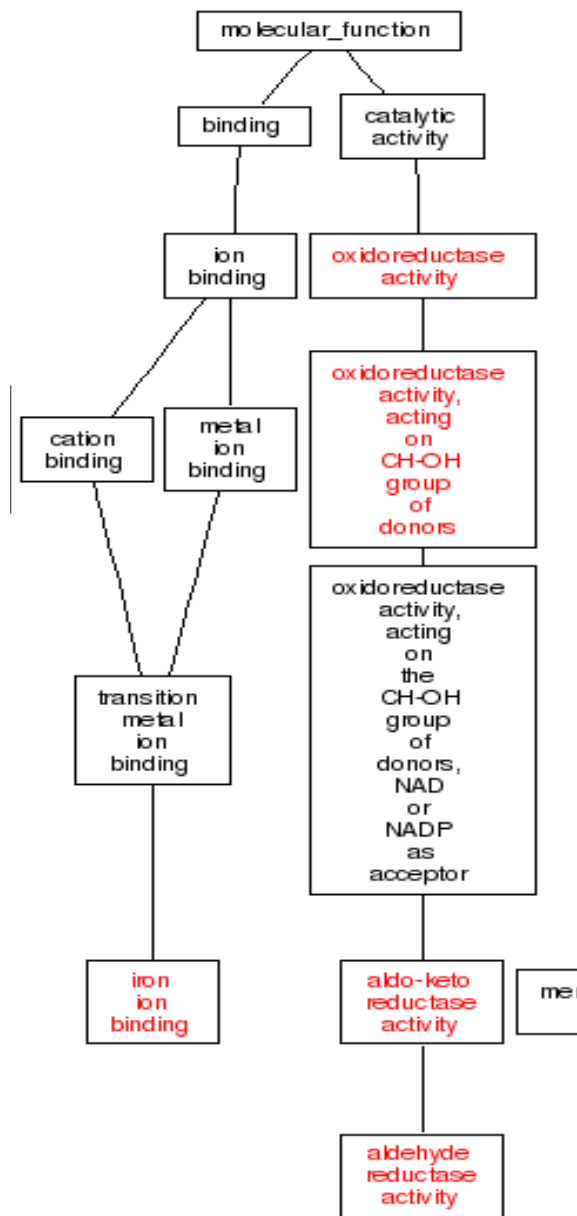 molecular_function
binding
catalytic
activity
ion
binding
oxidoreductase
activity
oxidoreductase
activity,
acting
on
CH-OH
group
of
donors
cation
binding
metal
ion
binding
oxidoreductase
activity,
acting
on
the
CH-OH
group
of
donors,
NAD
or
NADP
as
acceptor
transition
metal
ion
binding
iron
ion
binding
aldo-keto
reductase
activity
aldehyde
reductase
activity